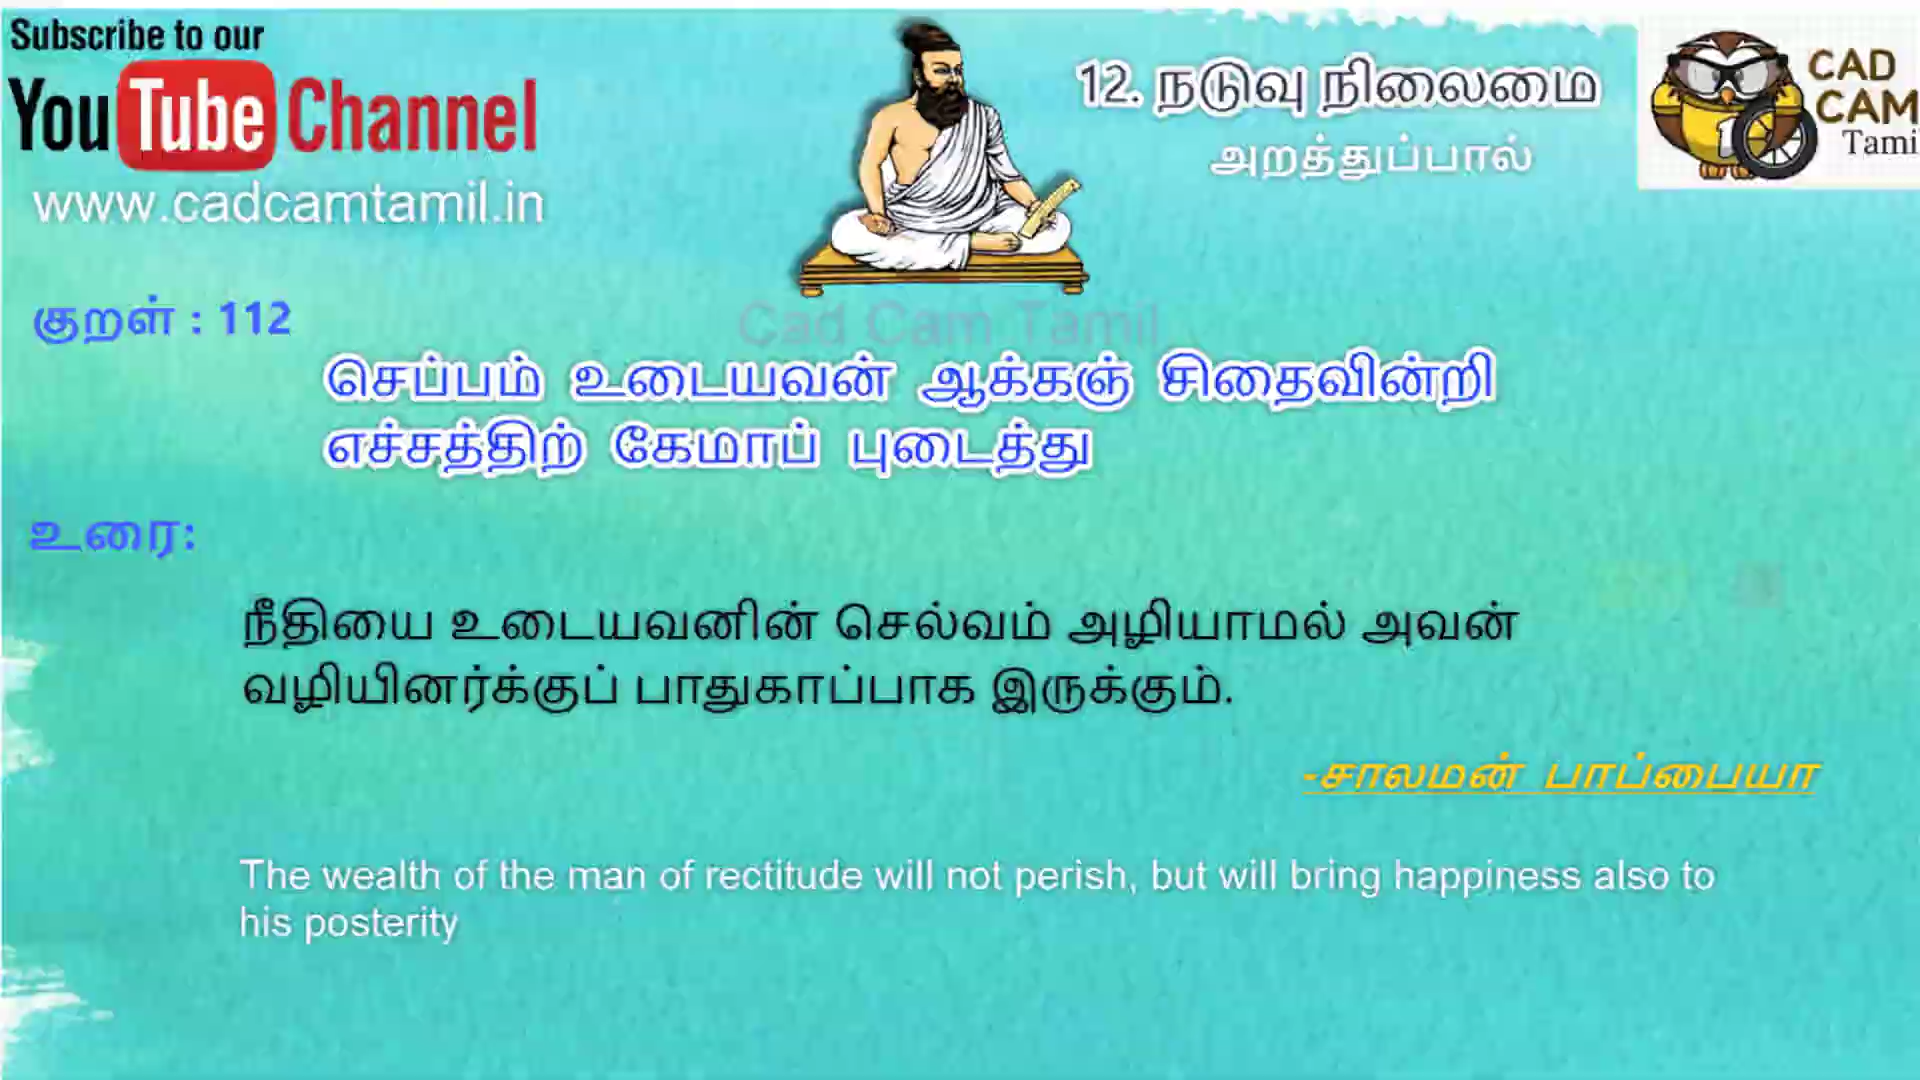 Subscribe to our
YouTube Channel
www.cadcamtamil.in
12. நடுவு நிலைமை
அறத்துப்பால்
CAD
CAM
Tami
குறள் : 112
Cad Cam Tamil
செப்பம் உடையவன் ஆக்கஞ் சிதைவின்றி
எச்சத்திற் கேமாப் புடைத்து
உரை:
நீதியை உடையவனின் செல்வம் அழியாமல் அவன்
வழியினர்க்குப் பாதுகாப்பாக இருக்கும்.
-சாலமன் பாப்பையா
The wealth of the man of rectitude will not perish, but will bring happiness also to
his posterity